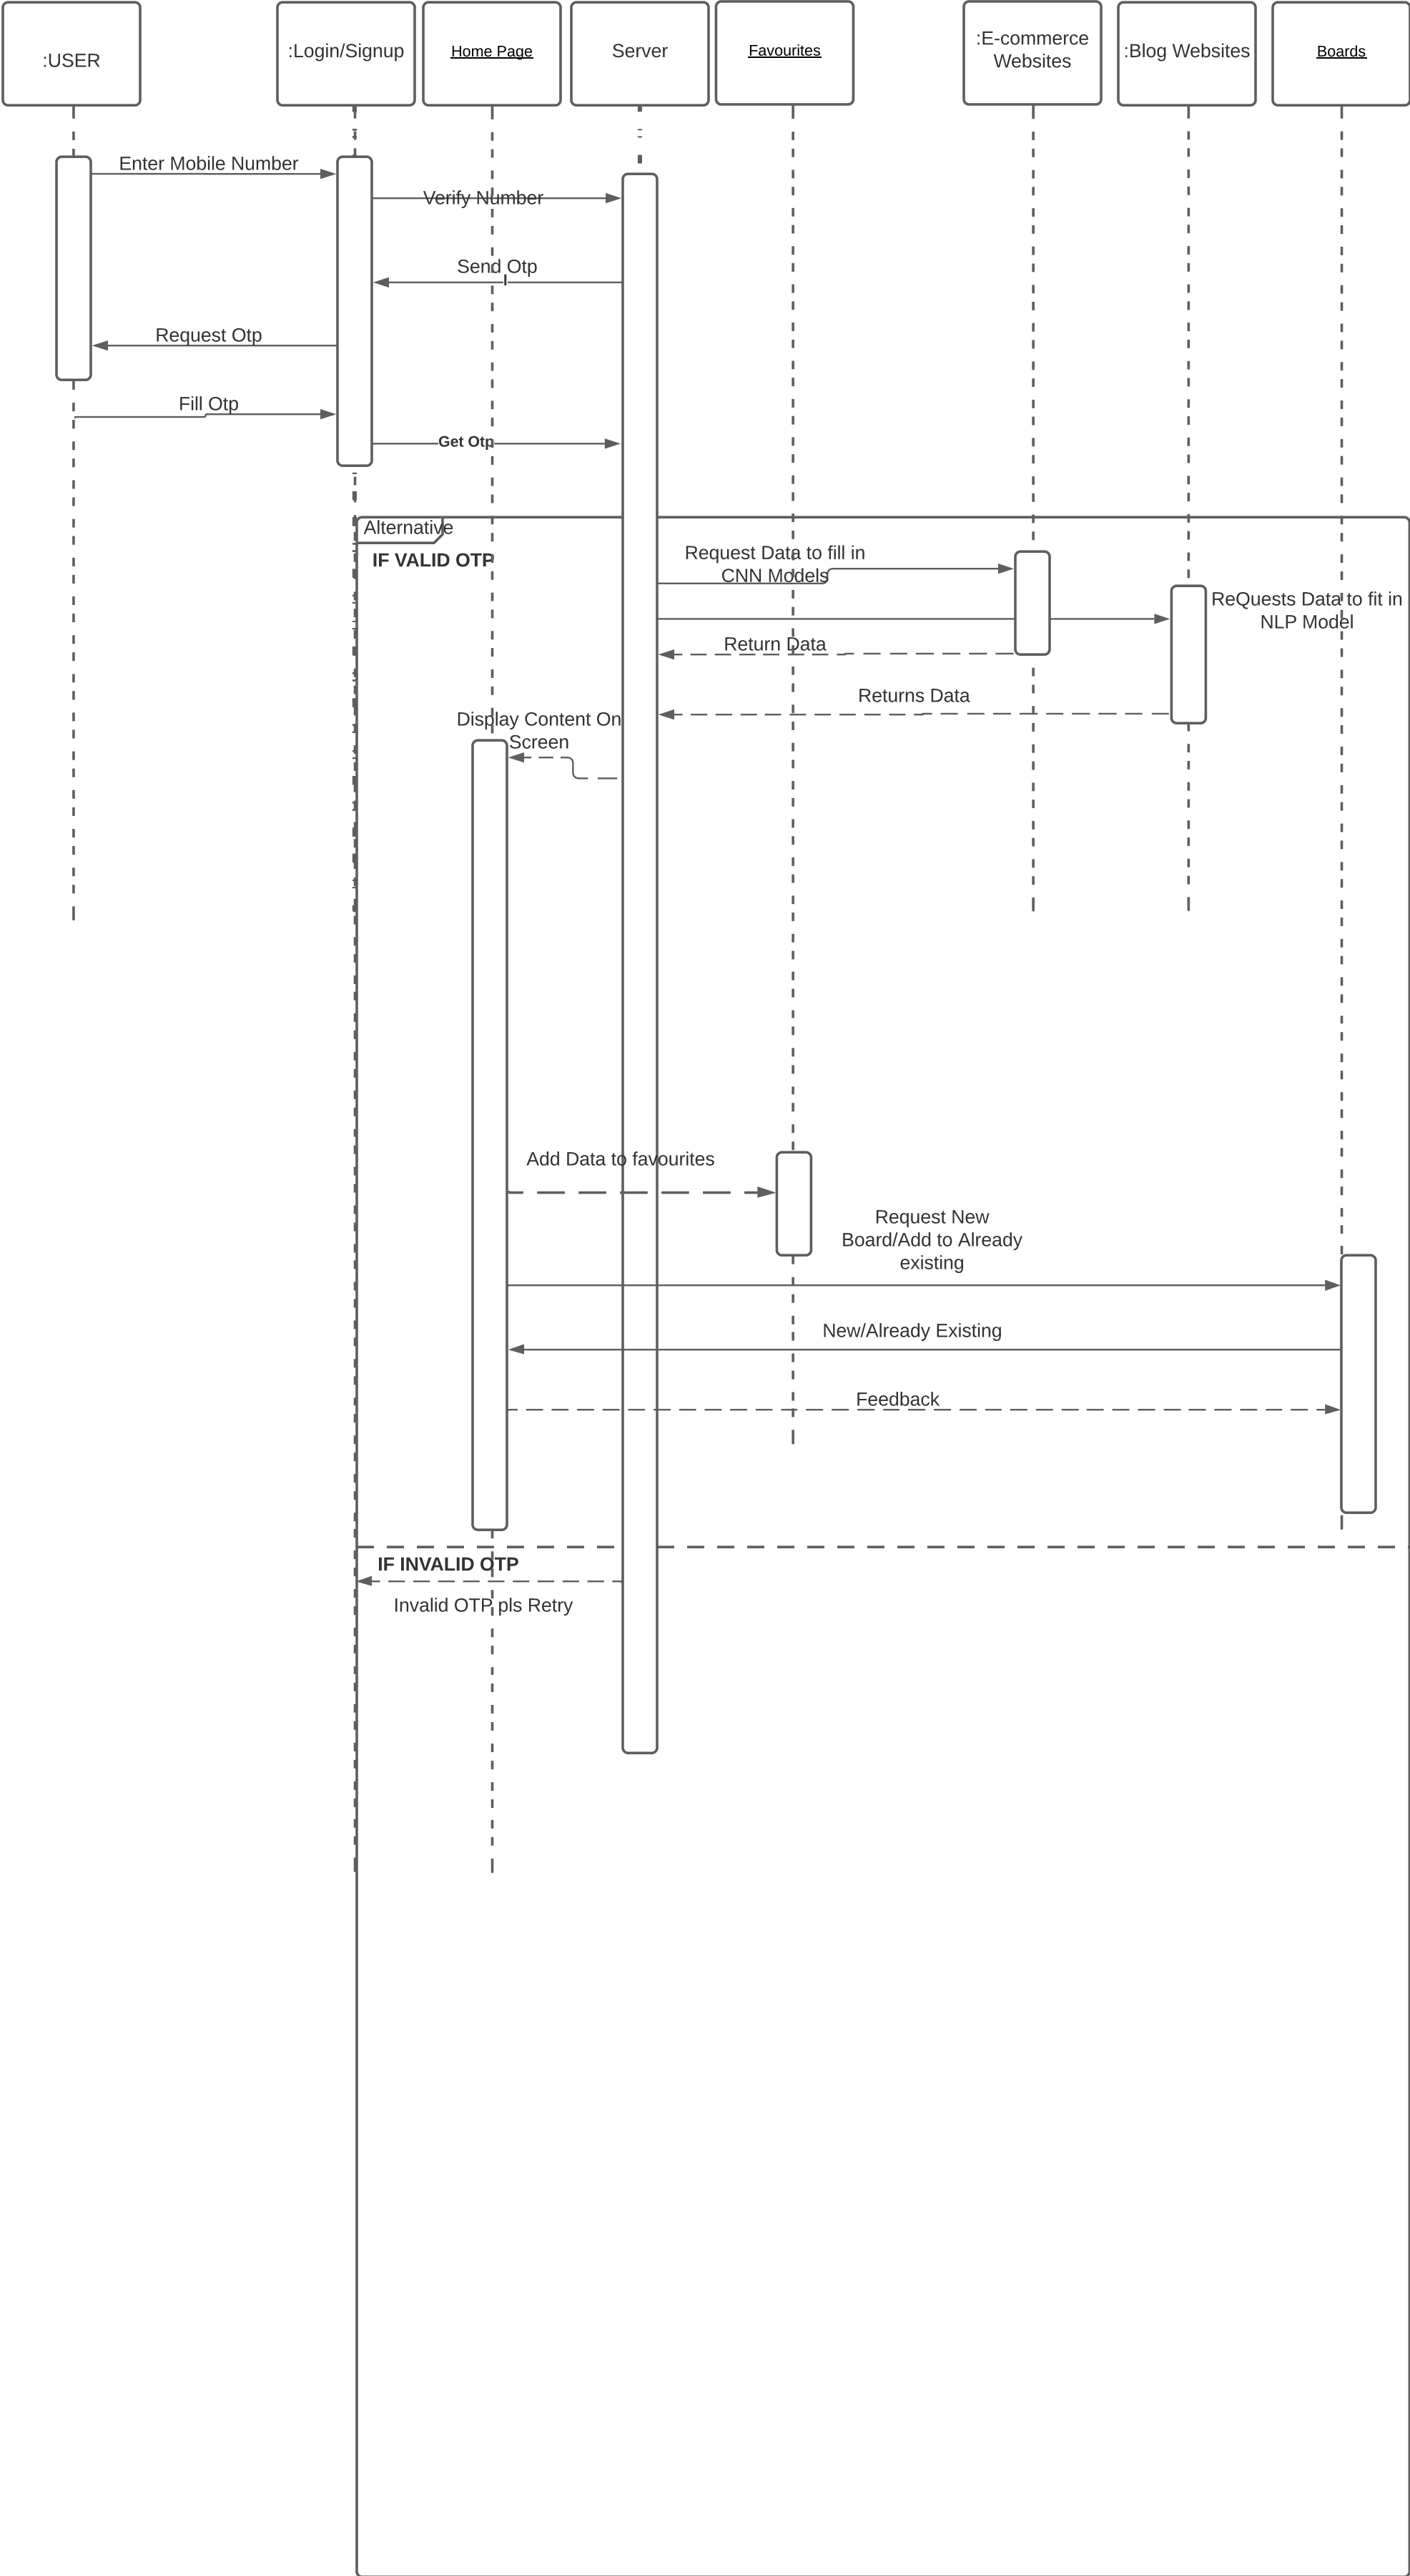 :USER
:Login/Signup
Home Page
Server
Favourites
:E-commerce
Websites
:Blog Websites
Boards
Enter Mobile Number
Verify Number
Send Otp
Request Otp
Fill Otp
Get Otp
Alternative
IF VALID OTP
Request Data to fill in
CNN Models
ReQuests Data to fit in
NLP Model
Return Data
Returns Data
Display Content On
Screen
Add Data to favourites
Request New
Board/Add to Already
existing
New/Already Existing
Feedback
IF INVALID OTP
Invalid OTP pls Retry